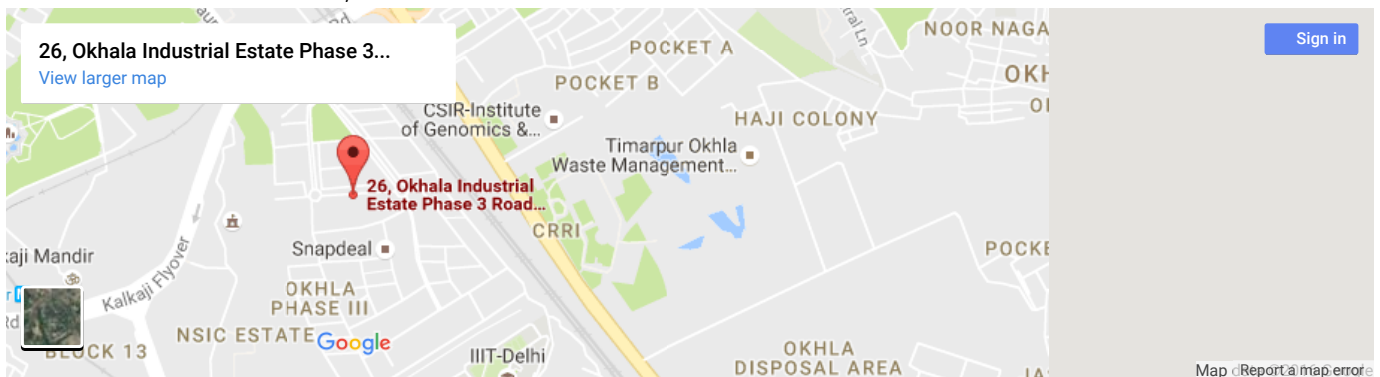 26, Okhala Industrial Estate Phase 3...
View larger map
Sign in
POCKET A
POCKET B
NOOR NAGA
OKH
CSIR-Institute
of Genomics &...
HAJI COLONY
Timarpur Okhla
Waste Management...
26, Okhala Industrial
Estate Phase 3 Road...
CRRI
Snapdeal
POCKE
aji Mandir
Kalkaji Flyover
OKHLA
PHASE III
NSIC ESTATE
Google
BLOCK 13
IIIT-Delhi
OKHLA
DISPOSAL AREA
Map
Report a map error